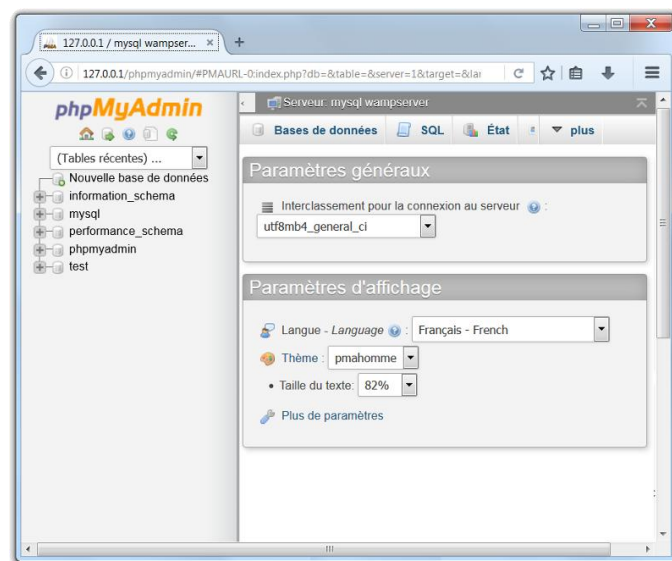 127.0.0.1 / mysql wampser...
127.0.0.1/phpmyadmin/#PMAURL-0:index.php?db=&table=&server=1&target=&lar
phpMyAdmin
(Tables récentes) ...
Nouvelle base de données
information_schema
mysql
performance_schema
phpmyadmin
test
Serveur: mysql wampserver
Bases de données SQL État plus
Paramètres généraux
Interclassement pour la connexion au serveur :
utf8mb4_general_ci
Paramètres d'affichage
Langue - Language : Français - French
Thème : pmahomme
• Taille du texte: 82%
Plus de paramètres